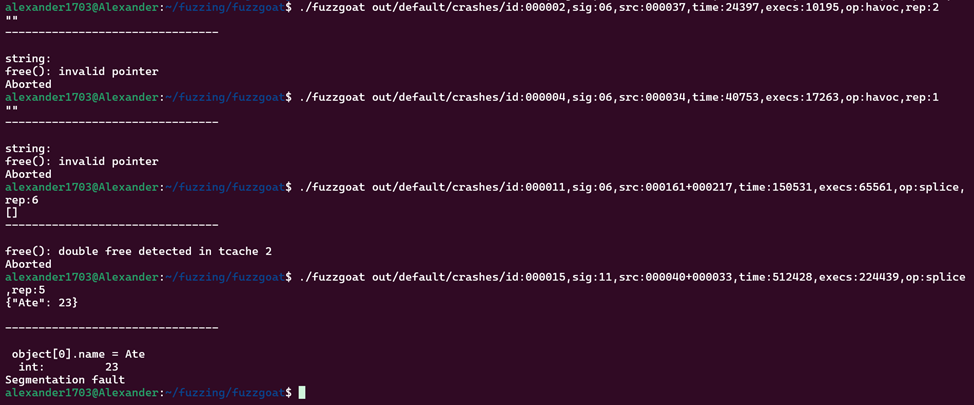 alexander1703@Alexander:~/fuzzing/fuzzgoat$ ./fuzzgoat out/default/crashes/id:000002,sig:06,src:000037,time:24397,execs:10195,op:havoc,rep:2
""
--------------------------------
string:
free(): invalid pointer
Aborted
alexander1703@Alexander:~/fuzzing/fuzzgoat$ ./fuzzgoat out/default/crashes/id:000004,sig:06,src:000034,time:40753,execs:17263,op:havoc,rep:1
""
--------------------------------
string:
free(): invalid pointer
Aborted
alexander1703@Alexander:~/fuzzing/fuzzgoat$ ./fuzzgoat out/default/crashes/id:000011,sig:06,src:000161+000217,time:150531,execs:65561,op:splice,
rep:6
[]
--------------------------------
free(): double free detected in tcache 2
Aborted
alexander1703@Alexander:~/fuzzing/fuzzgoat$ ./fuzzgoat out/default/crashes/id:000015,sig:11,src:000040+000033,time:512428,execs:224439,op:splice
,rep:5
{"Ate": 23}
--------------------------------
 object[0].name = Ate
  int:         23
Segmentation fault
alexander1703@Alexander:~/fuzzing/fuzzgoat$